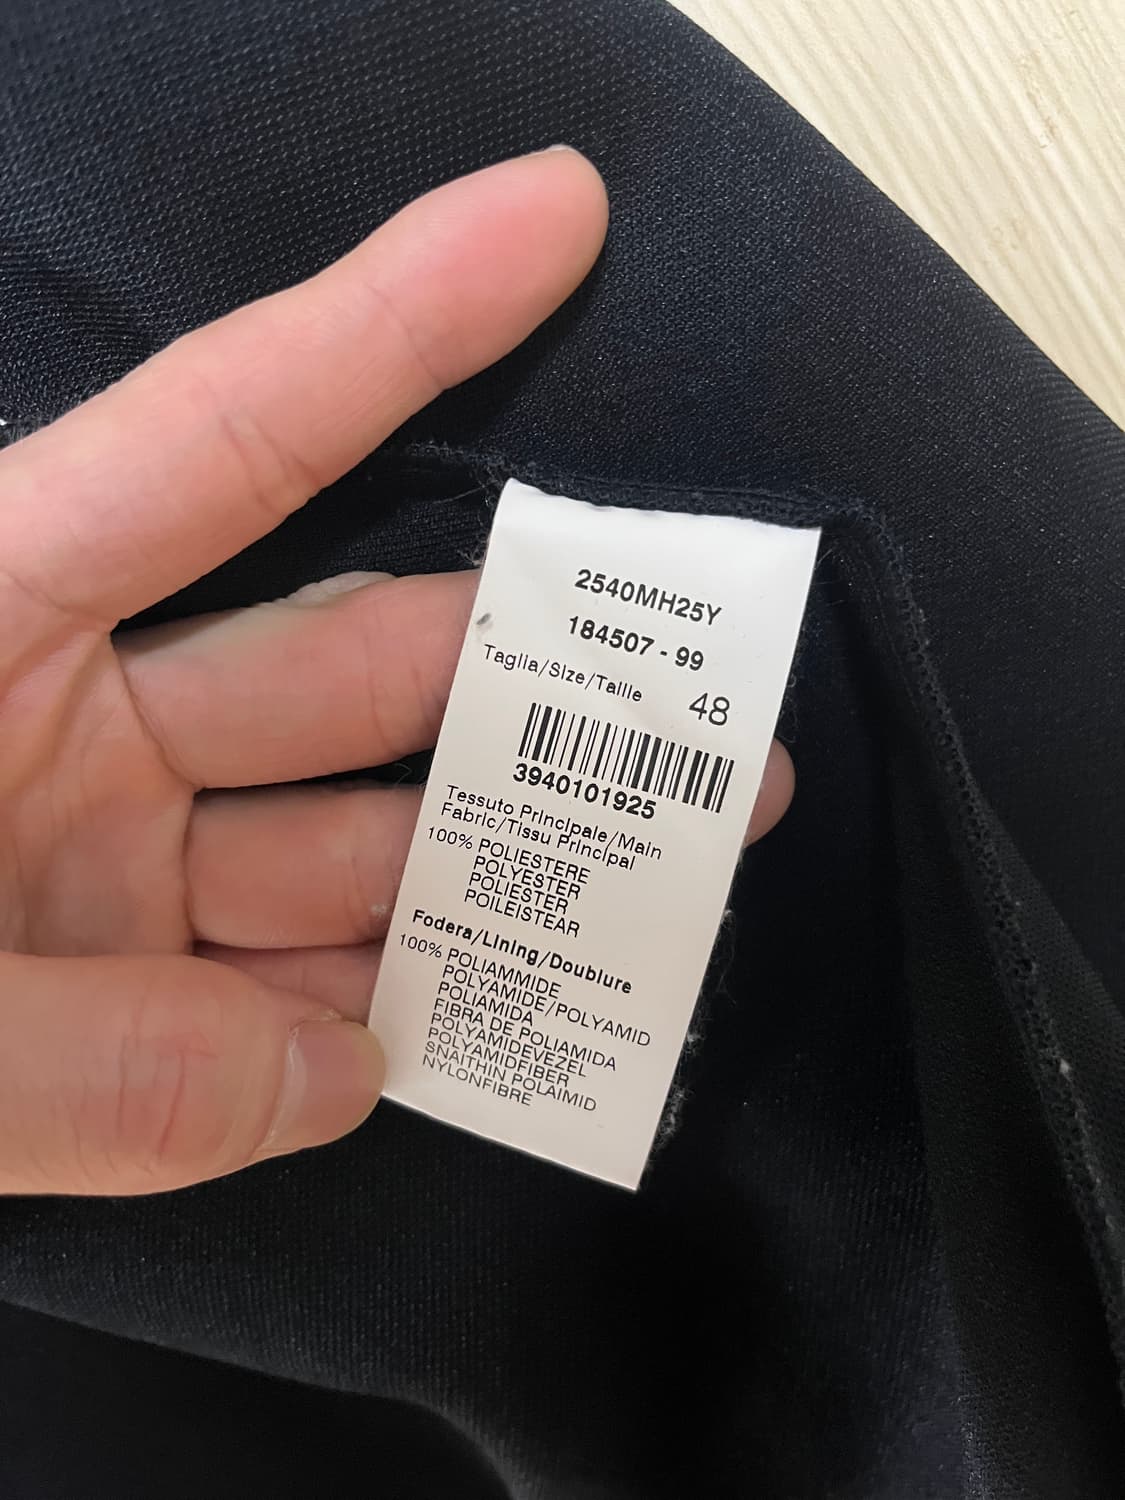 2540MH25Y
184507 - 99
Taglia/Size/Taille 48
3940101925
Tessuto Principale/Main
Fabric/Tissu Principal
100% POLIESTERE
POLYESTER
POLIESTER
POILEISTEAR
Fodera/Lining/Doublure
100% POLIAMMIDE
POLYAMIDE/POLYAMID
POLIAMIDA
FIBRA DE POLIAMIDA
POLYAMIDEVEZEL
POLYAMIDFIBER
SNAITHIN POLAIMID
NYLONFIBRE